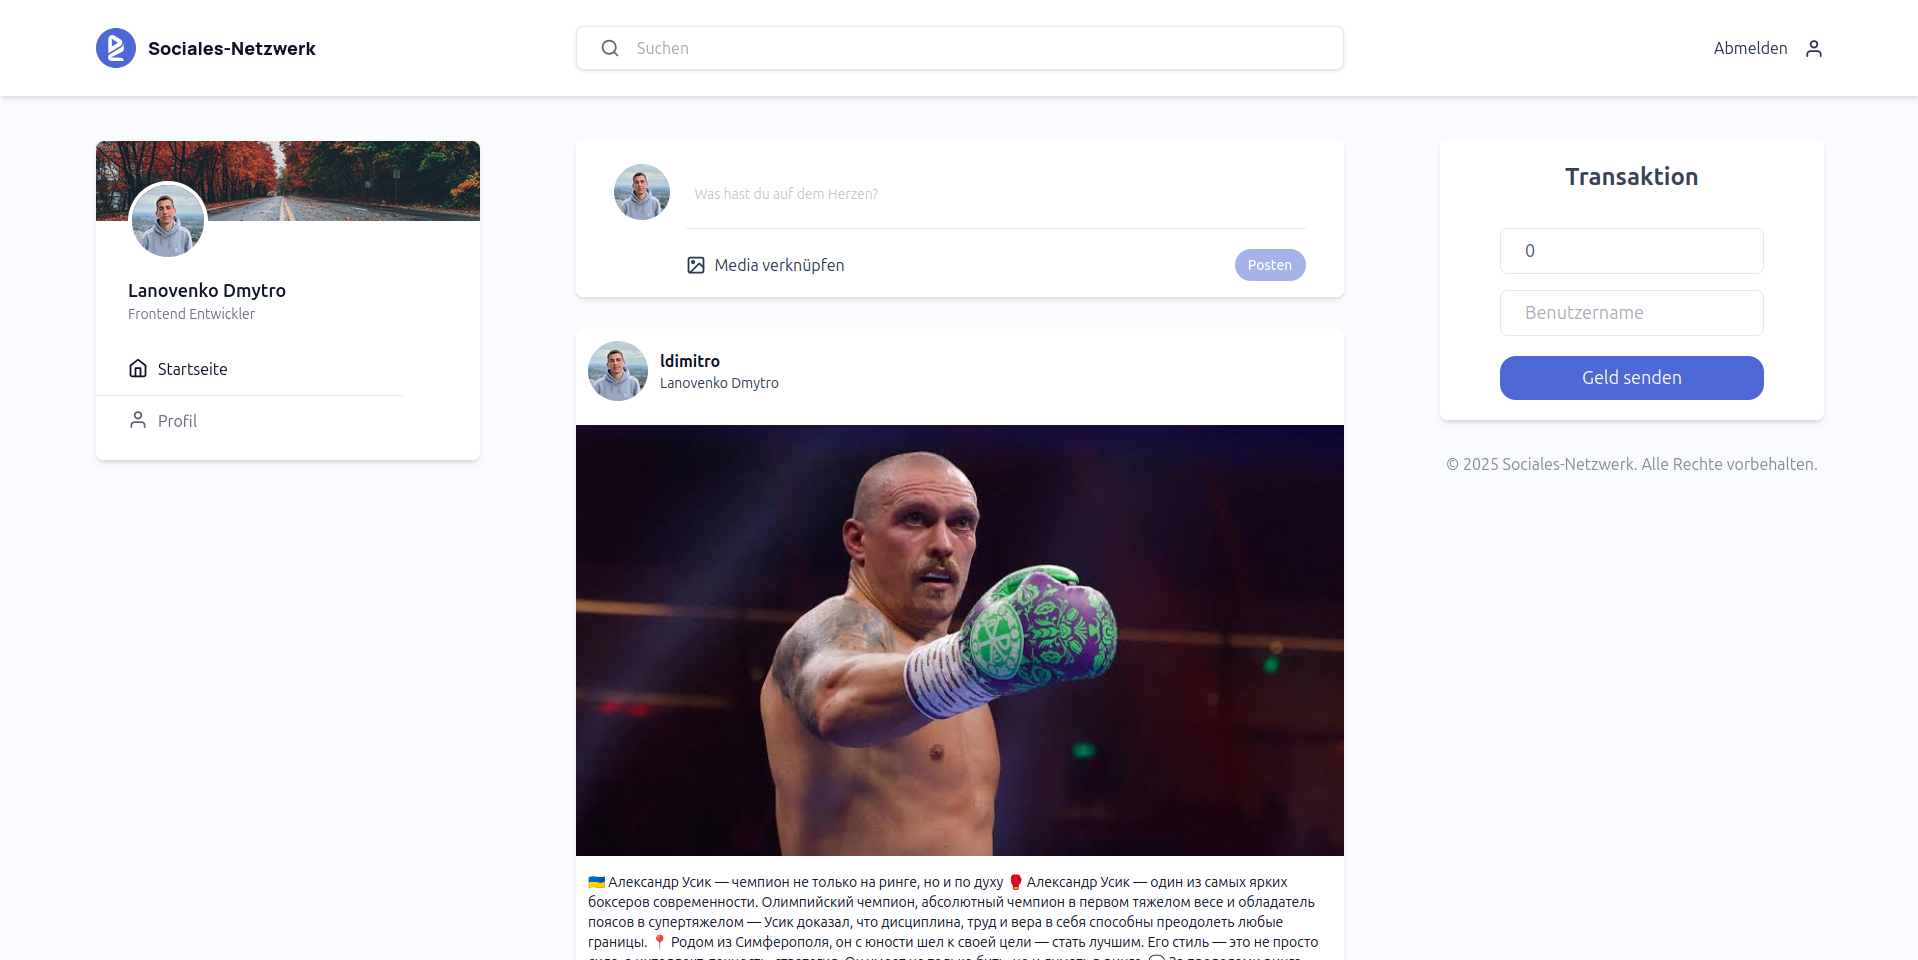 Sociales-Netzwerk
Suchen
Abmelden
Lanovenko Dmytro
Frontend Entwickler
Startseite
Profil
Was hast du auf dem Herzen?
Media verknüpfen
Posten
ldimitro
Lanovenko Dmytro
🇺🇦 Александр Усик — чемпион не только на ринге, но и по духу 🥊 Александр Усик — один из самых ярких
боксеров современности. Олимпийский чемпион, абсолютный чемпион в первом тяжелом весе и обладатель
поясов в супертяжелом — Усик доказал, что дисциплина, труд и вера в себя способны преодолеть любые
границы. 📍 Родом из Симферополя, он с юности шел к своей цели — стать лучшим. Его стиль — это не просто
Transaktion
0
Benutzername
Geld senden
© 2025 Sociales-Netzwerk. Alle Rechte vorbehalten.